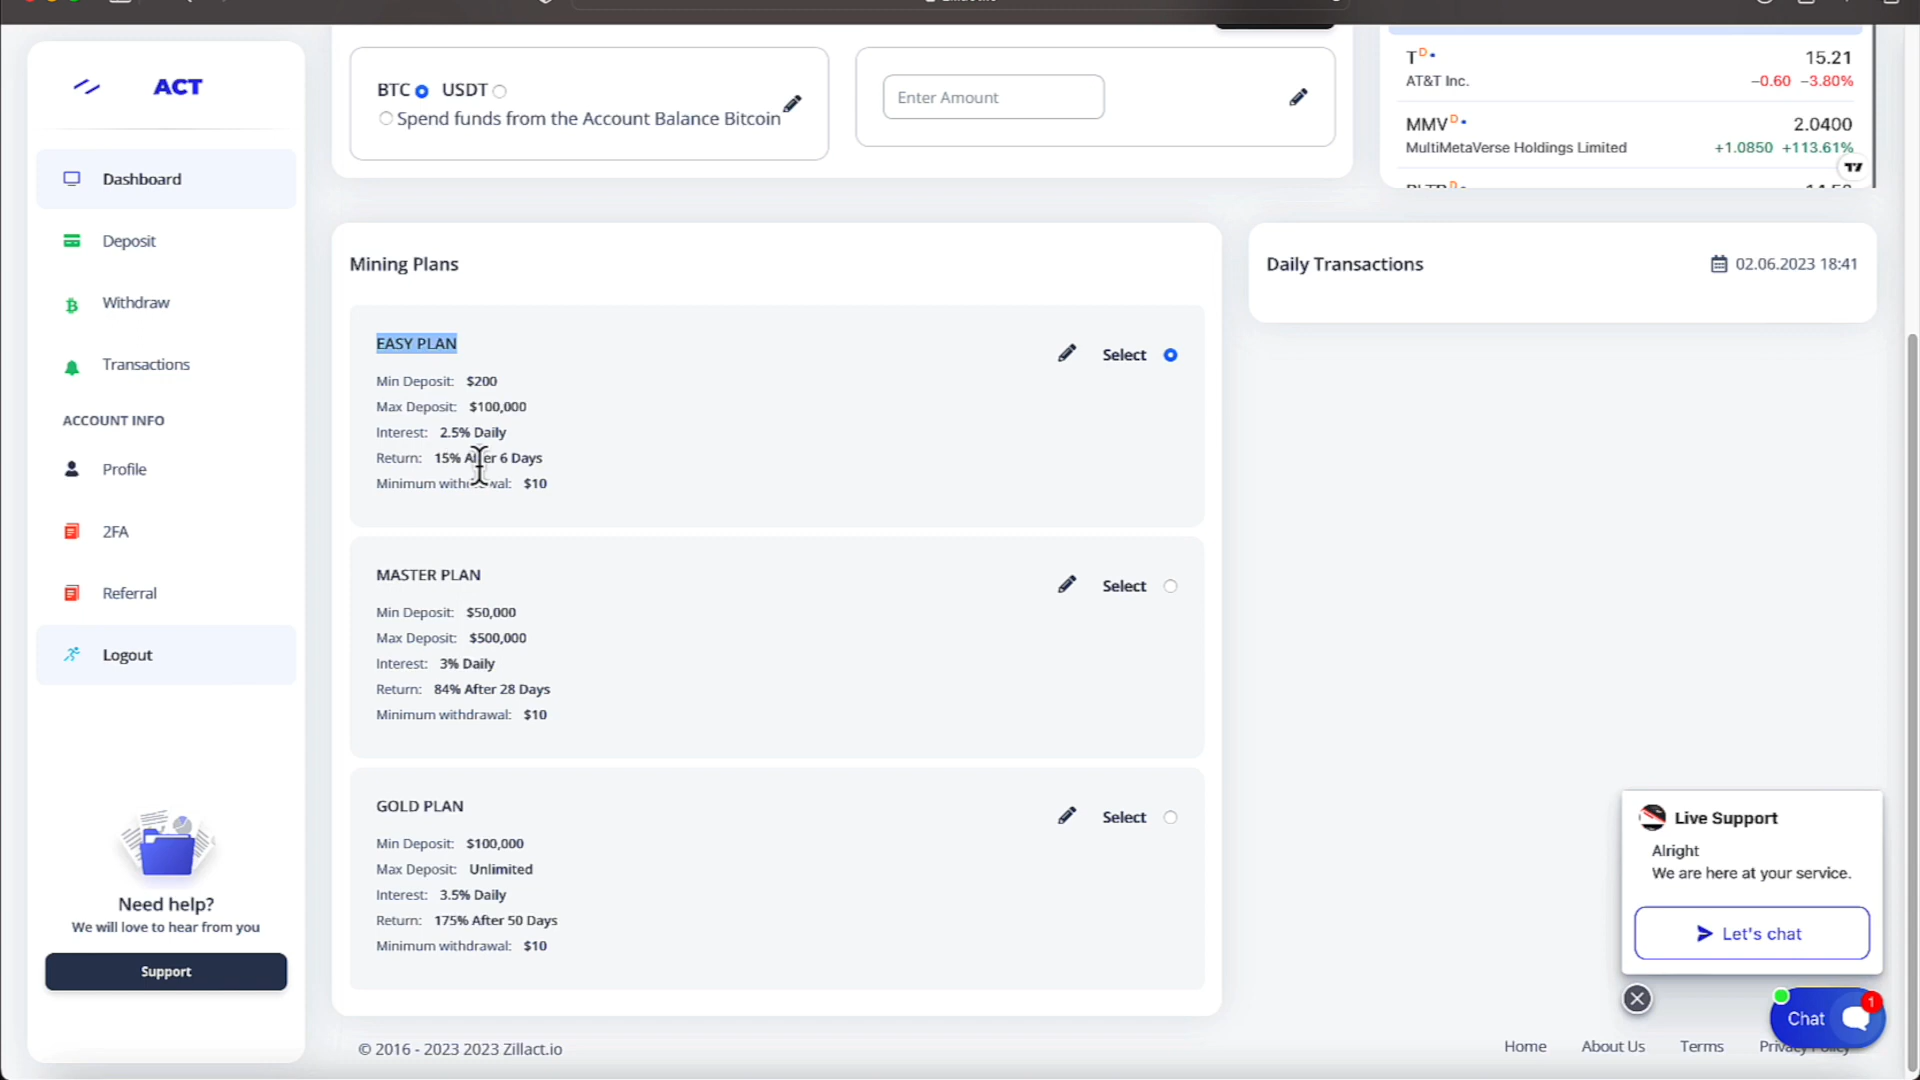 ACT
Dashboard
Deposit
Withdraw
Transactions
ACCOUNT INFO
Profile
2FA
Referral
Logout
Need help?
We will love to hear from you
Support
BTC USDT
Spend funds from the Account Balance Bitcoin
Enter Amount
T D 15.21
AT&T Inc. −0.60 −3.80%
MMV D 2.0400
MultiMetaVerse Holdings Limited +1.0850 +113.61%
Mining Plans
EASY PLAN
Select
Min Deposit: $200
Max Deposit: $100,000
Interest: 2.5% Daily
Return: 15% After 6 Days
Minimum withdrawal: $10
MASTER PLAN
Select
Min Deposit: $50,000
Max Deposit: $500,000
Interest: 3% Daily
Return: 84% After 28 Days
Minimum withdrawal: $10
GOLD PLAN
Select
Min Deposit: $100,000
Max Deposit: Unlimited
Interest: 3.5% Daily
Return: 175% After 50 Days
Minimum withdrawal: $10
Daily Transactions 02.06.2023 18:41
Live Support
Alright
We are here at your service.
Let's chat
Chat 1
© 2016 - 2023 2023 Zillact.io
Home About Us Terms Privacy Policy